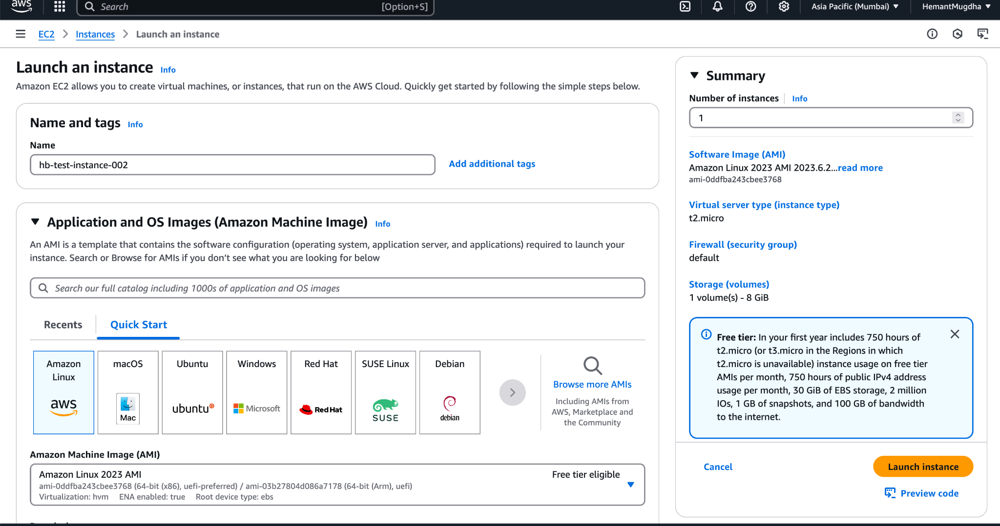 aws
Search
[Option+S]
Asia Pacific (Mumbai)
HemantMugdha
EC2
Instances
Launch an instance
Launch an instance
Info
Amazon EC2 allows you to create virtual machines, or instances, that run on the AWS Cloud. Quickly get started by following the simple steps below.
Name and tags
Info
Name
hb-test-instance-002
Add additional tags
Application and OS Images (Amazon Machine Image)
Info
An AMI is a template that contains the software configuration (operating system, application server, and applications) required to launch your
instance. Search or Browse for AMIs if you don’t see what you are looking for below
Search our full catalog including 1000s of application and OS images
Recents
Quick Start
Amazon
Linux
aws
macOS
Mac
Ubuntu
ubuntu
Windows
Microsoft
Red Hat
Red Hat
SUSE Linux
SUSE
Debian
debian
Browse more AMIs
Including AMIs from
AWS, Marketplace and
the Community
Amazon Machine Image (AMI)
Amazon Linux 2023 AMI
Free tier eligible
ami-0ddfba243cbee3768 (64-bit (x86), uefi-preferred) / ami-03b27804d086a7178 (64-bit (Arm), uefi)
Virtualization: hvm ENA enabled: true Root device type: ebs
Summary
Number of instances
Info
1
Software Image (AMI)
Amazon Linux 2023 AMI 2023.6.2...read more
ami-0ddfba243cbee3768
Virtual server type (instance type)
t2.micro
Firewall (security group)
default
Storage (volumes)
1 volume(s) - 8 GiB
Free tier: In your first year includes 750 hours of
t2.micro (or t3.micro in the Regions in which
t2.micro is unavailable) instance usage on free tier
AMIs per month, 750 hours of public IPv4 address
usage per month, 30 GiB of EBS storage, 2 million
IOs, 1 GB of snapshots, and 100 GB of bandwidth
to the internet.
Cancel
Launch instance
Preview code